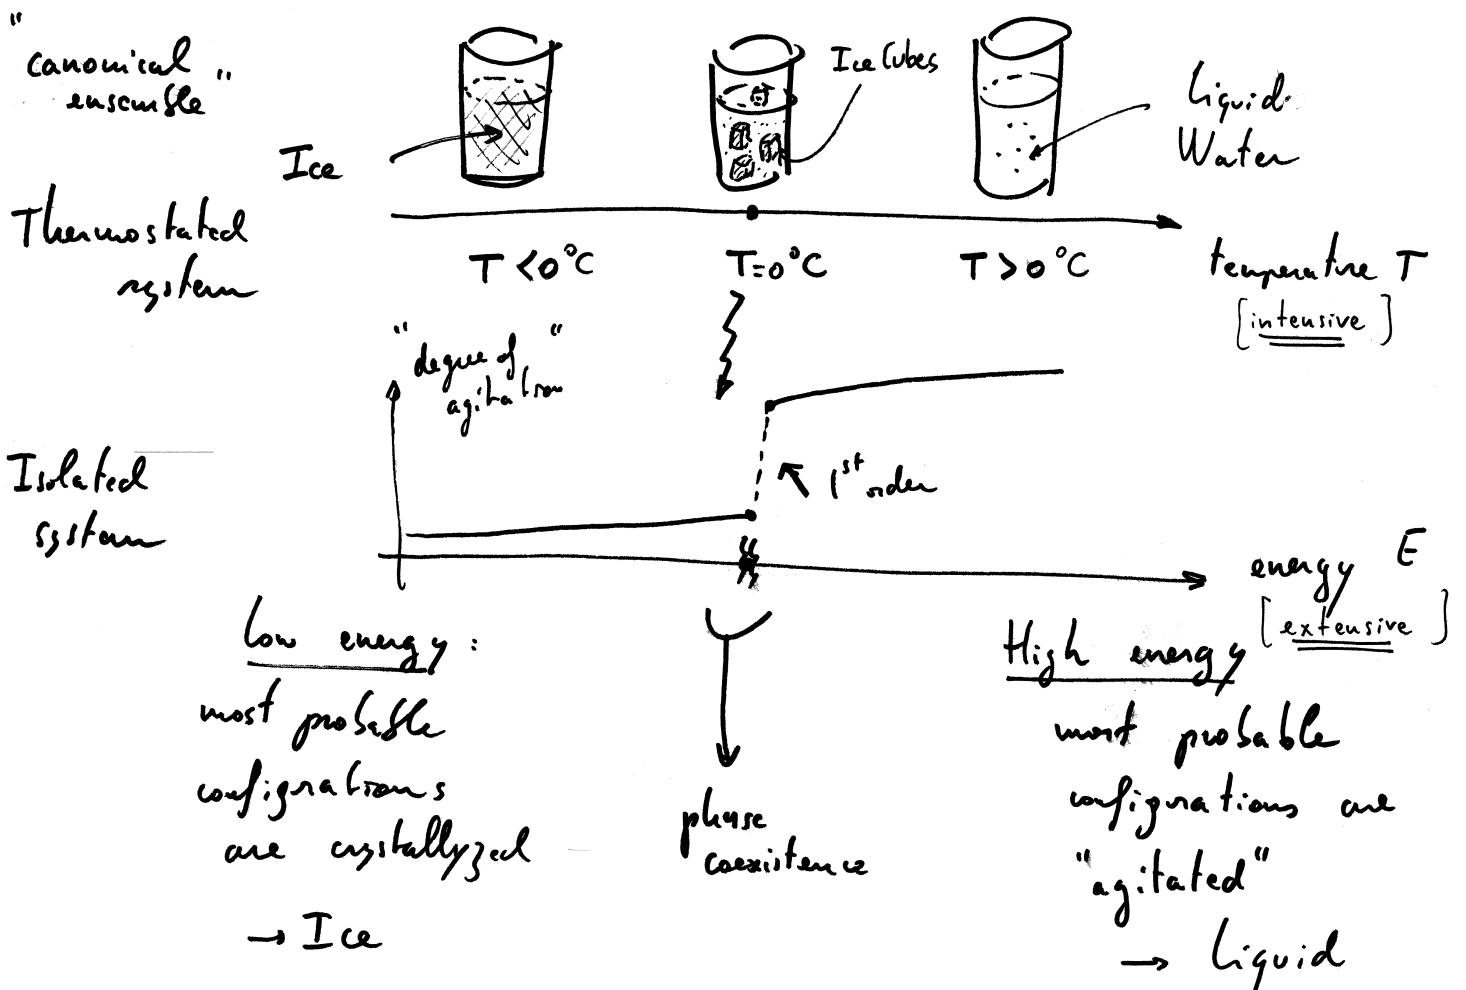 "canonical
ensemble"
Ice
Ice Cubes
Liquid
Water
Thermostated
system
T < 0°C
T=0°C
T > 0°C
temperature T
[intensive]
"degree of
agitation"
1st order
Isolated
system
energy E
[extensive]
Low energy:
most probable
configurations
are crystallyzed
→ Ice
phase
coexistence
High energy
most probable
configurations are
"agitated"
→ Liquid